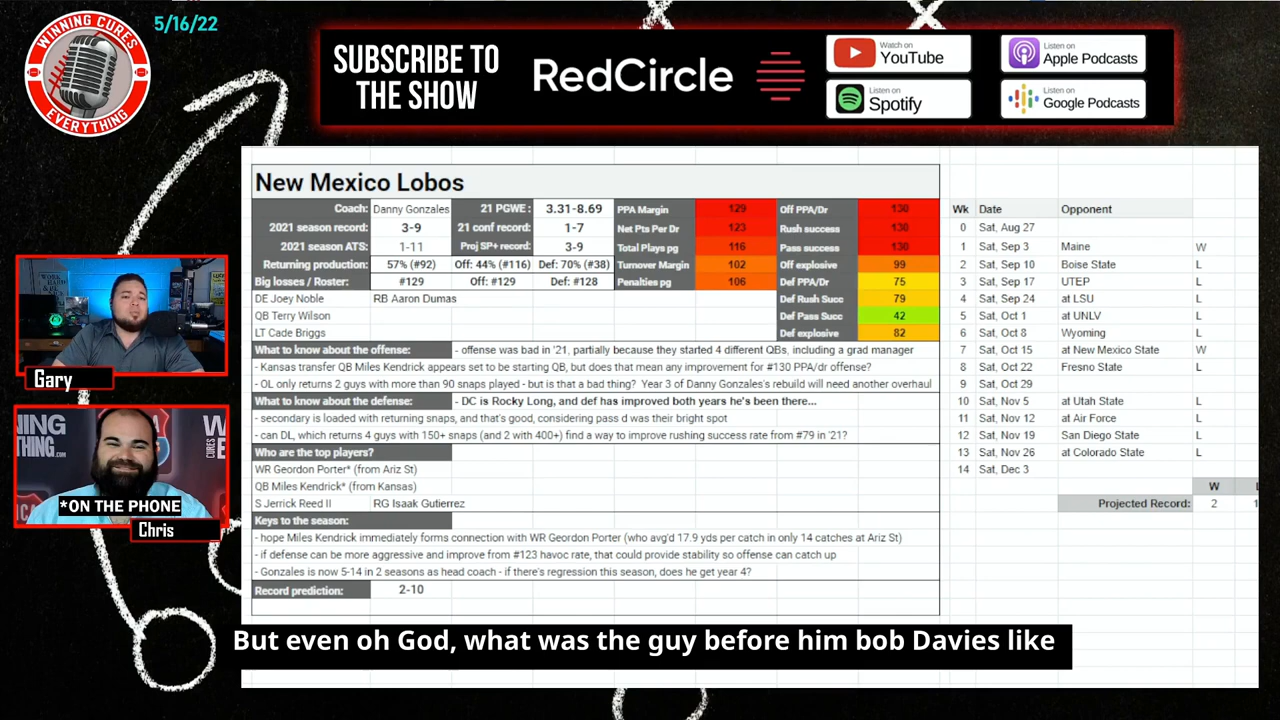 WINNING CURES
EVERYTHING
5/16/22
SUBSCRIBE TO
THE SHOW
RedCircle
Watch on
YouTube
Listen on
Apple Podcasts
Listen on
Spotify
Listen on
Google Podcasts
New Mexico Lobos
Coach: Danny Gonzales 21 PGWE: 3.31-8.69 PPA Margin 129 Off PPA/Dr 130
2021 season record: 3-9 21 conf record: 1-7 Net Pts Per Dr 123 Rush success 130
2021 season ATS: 1-11 Proj SP+ record: 3-9 Total Plays pg 116 Pass success 130
Returning production: 57% (#92) Off: 44% (#116) Def: 70% (#38) Turnover Margin 102 Off explosive 99
Big losses / Roster: #129 Off: #129 Def: #128 Penalties pg 106 Def PPA/Dr 75
DE Joey Noble RB Aaron Dumas Def Rush Succ 79
QB Terry Wilson Def Pass Succ 42
LT Cade Briggs Def explosive 82
What to know about the offense: - offense was bad in '21, partially because they started 4 different QBs, including a grad manager
- Kansas transfer QB Miles Kendrick appears set to be starting QB, but does that mean any improvement for #130 PPA/dr offense?
- OL only returns 2 guys with more than 90 snaps played - but is that a bad thing? Year 3 of Danny Gonzales's rebuild will need another overhaul
What to know about the defense: - DC is Rocky Long, and def has improved both years he's been there...
- secondary is loaded with returning snaps, and that's good, considering pass d was their bright spot
- can DL, which returns 4 guys with 150+ snaps (and 2 with 400+) find a way to improve rushing success rate from #79 in '21?
Who are the top players?
WR Geordon Porter* (from Ariz St)
QB Miles Kendrick* (from Kansas)
S Jerrick Reed II RG Isaak Gutierrez
Keys to the season:
- hope Miles Kendrick immediately forms connection with WR Geordon Porter (who avg'd 17.9 yds per catch in only 14 catches at Ariz St)
- if defense can be more aggressive and improve from #123 havoc rate, that could provide stability so offense can catch up
- Gonzales is now 5-14 in 2 seasons as head coach - if there's regression this season, does he get year 4?
Record prediction: 2-10
Wk Date Opponent
Sat, Aug 27
1 Sat, Sep 3 Maine W
2 Sat, Sep 10 Boise State L
3 Sat, Sep 17 UTEP L
4 Sat, Sep 24 at LSU L
5 Sat, Oct 1 at UNLV L
6 Sat, Oct 8 Wyoming L
7 Sat, Oct 15 at New Mexico State W
8 Sat, Oct 22 Fresno State L
9 Sat, Oct 29
10 Sat, Nov 5 at Utah State L
11 Sat, Nov 12 at Air Force L
12 Sat, Nov 19 San Diego State L
13 Sat, Nov 26 at Colorado State L
14 Sat, Dec 3
W
Projected Record: 2 1
Gary
*ON THE PHONE
Chris
But even oh God, what was the guy before him bob Davies like